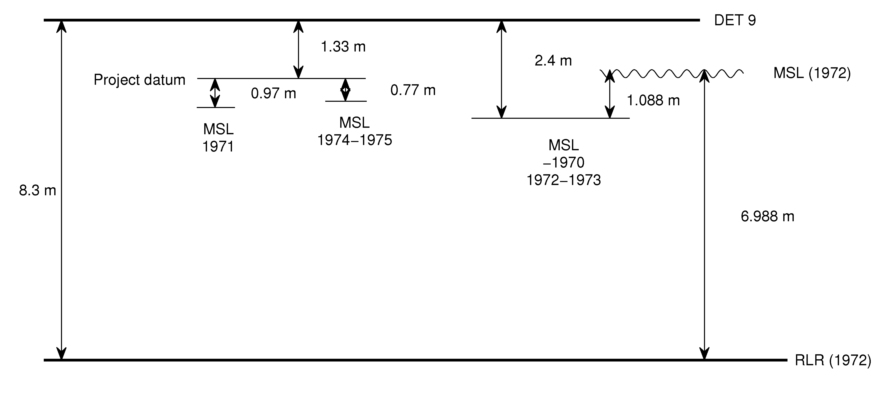 DET 9
1.33 m
2.4 m
MSL (1972)
Project datum
0.97 m
0.77 m
1.088 m
MSL
1971
MSL
1974–1975
MSL
–1970
1972–1973
8.3 m
6.988 m
RLR (1972)